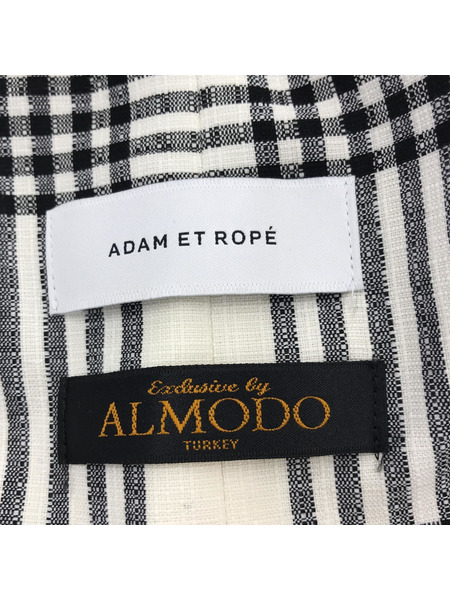 ADAM ET ROPÉ
Exclusive by
ALMODO
TURKEY